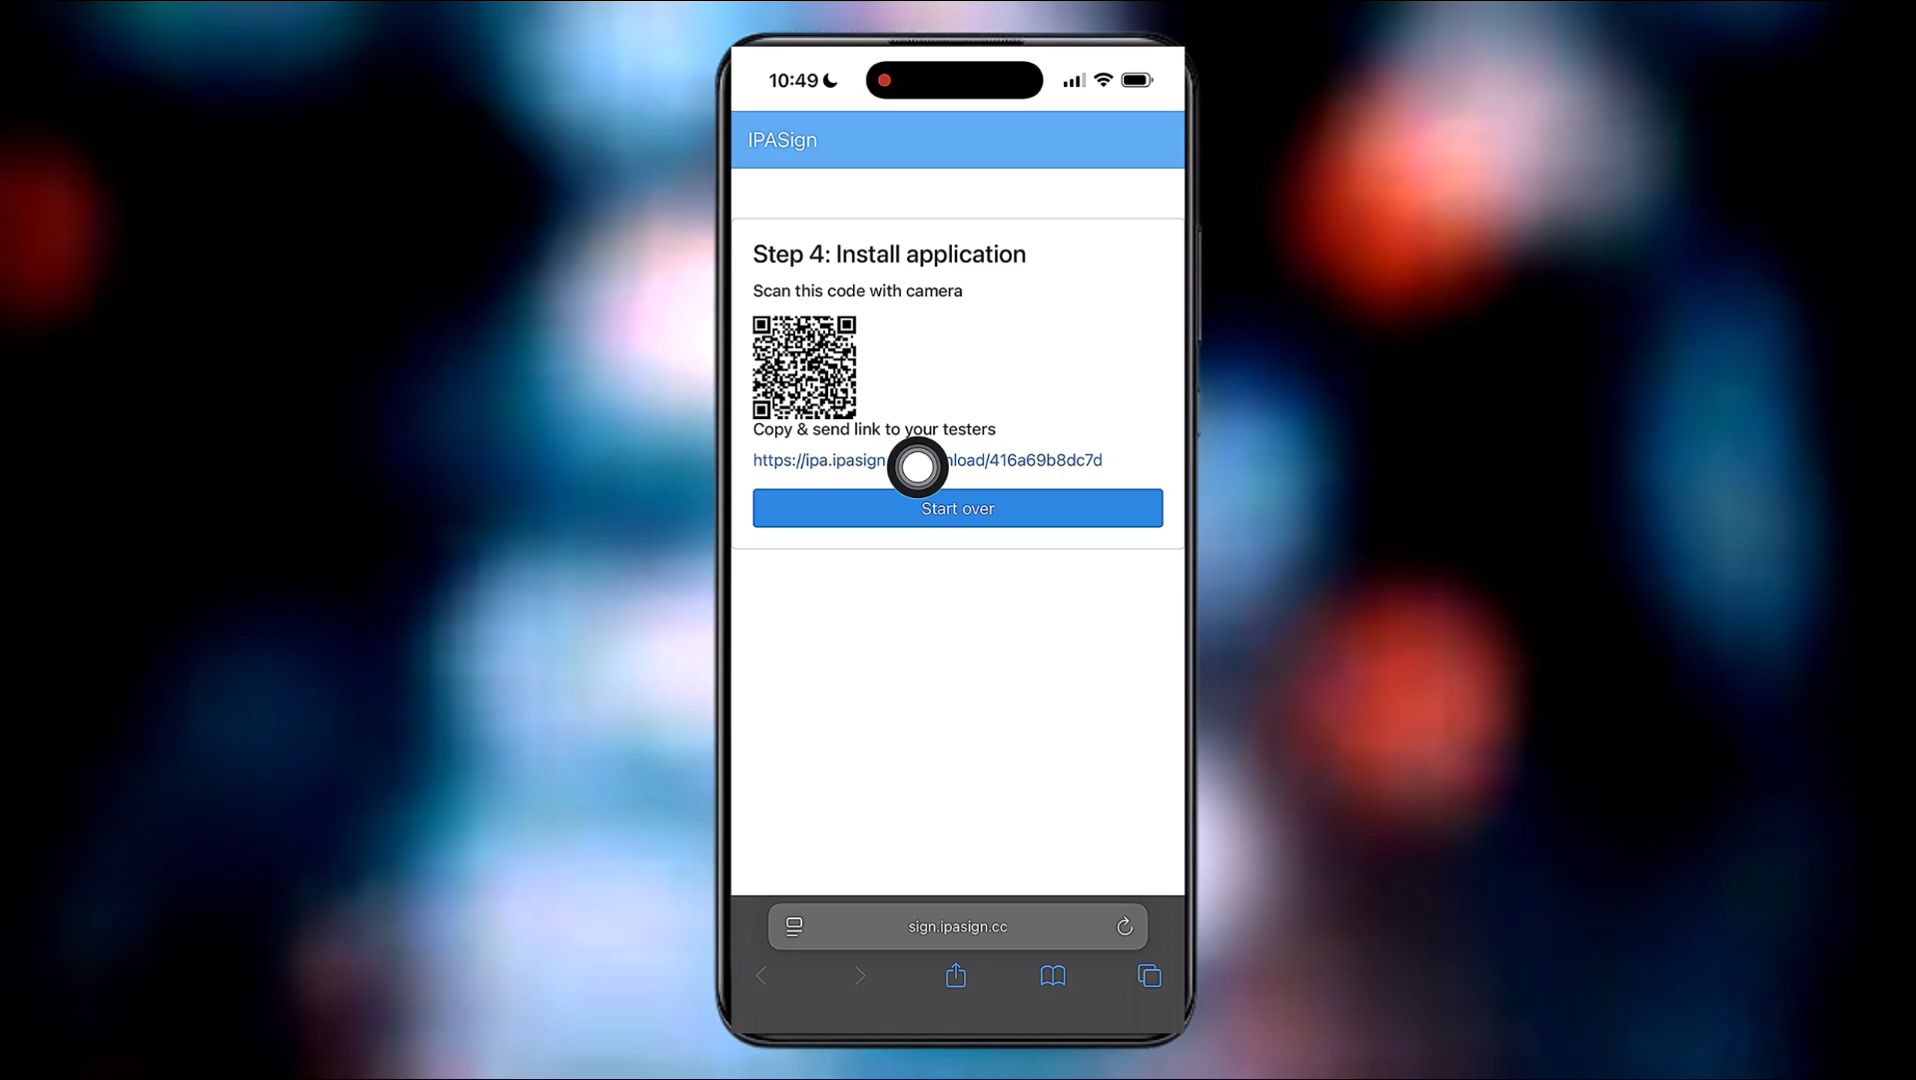 10:49
IPASign
Step 4: Install application
Scan this code with camera
Copy & send link to your testers
https://ipa.ipasign nload/416a69b8dc7d
Start over
sign.ipasign.cc